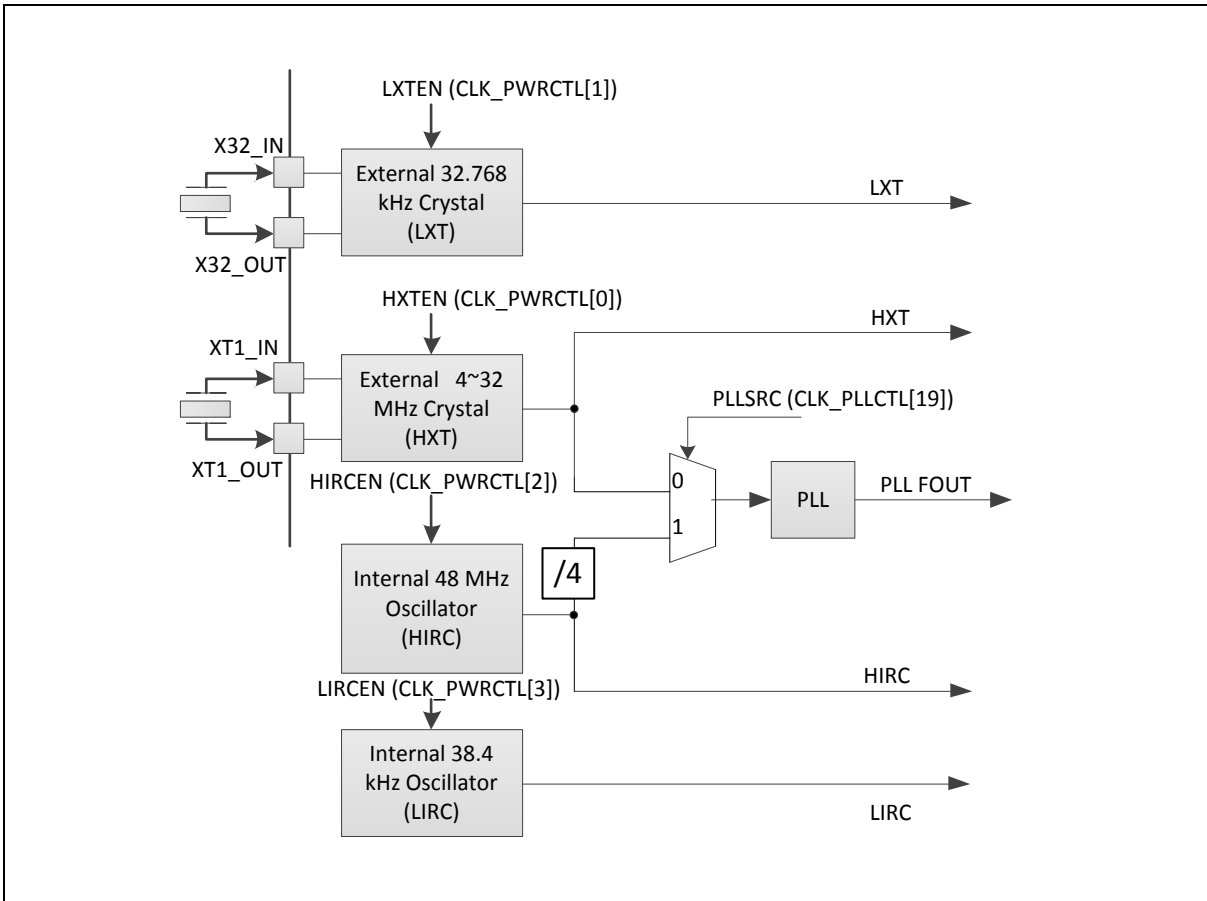 LXTEN (CLK_PWRCTL[1])
X32_IN
External 32.768
kHz Crystal
(LXT)
LXT
X32_OUT
HXTEN (CLK_PWRCTL[0])
HXT
XT1_IN
External 4~32
MHz Crystal
(HXT)
PLLSRC (CLK_PLLCTL[19])
XT1_OUT
HIRCEN (CLK_PWRCTL[2])
0
1
PLL
PLL FOUT
/4
Internal 48 MHz
Oscillator
(HIRC)
HIRC
LIRCEN (CLK_PWRCTL[3])
Internal 38.4
kHz Oscillator
(LIRC)
LIRC